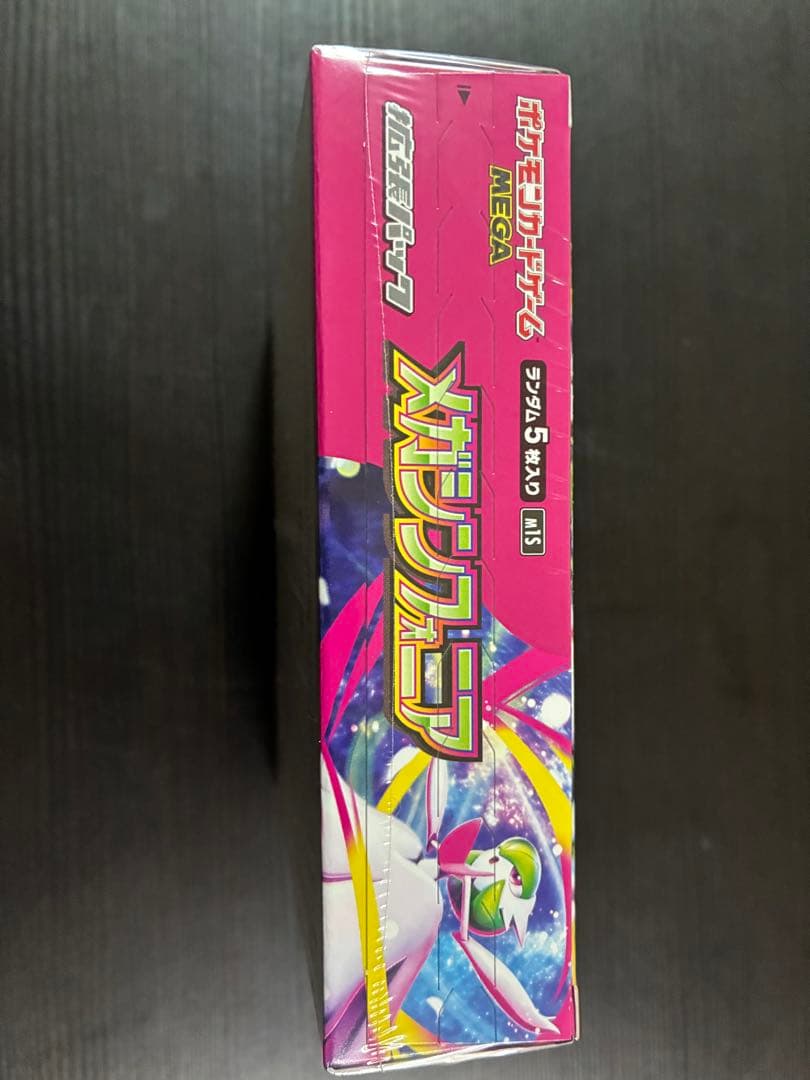 ポケモンカードゲーム
MEGA
ランダム5枚入り M1S
拡張パック
メガシンフォニア